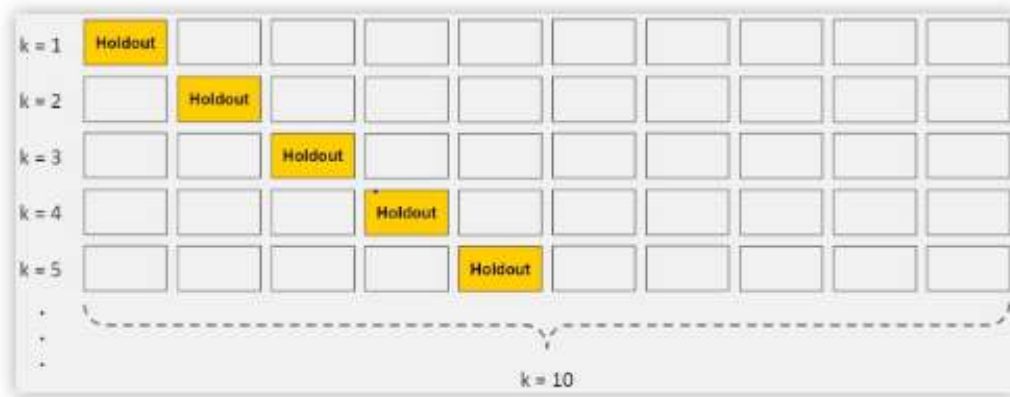 k = 1 Holdout
k = 2 Holdout
k = 3 Holdout
k = 4 Holdout
k = 5 Holdout
.
.
.
k = 10